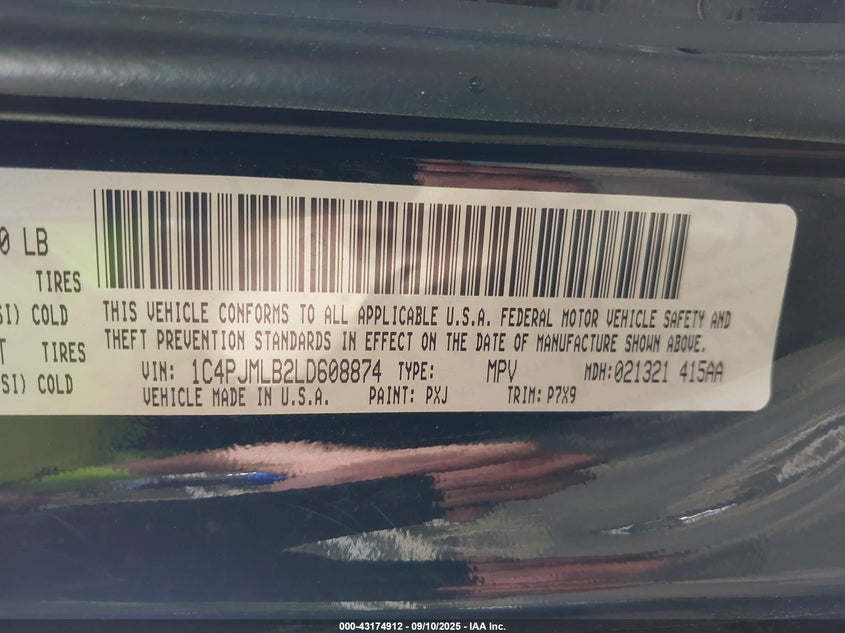 0 LB
TIRES
SI) COLD THIS VEHICLE CONFORMS TO ALL APPLICABLE U.S.A. FEDERAL MOTOR VEHICLE SAFETY AND
T TIRES THEFT PREVENTION STANDARDS IN EFFECT ON THE DATE OF MANUFACTURE SHOWN ABOVE.
SI) COLD VIN: 1C4PJMLB2LD608874 TYPE: MPV MDH:021321 415AA
VEHICLE MADE IN U.S.A. PAINT: PXJ TRIM: P7X9
000-43174912 - 09/10/2025 - IAA Inc.